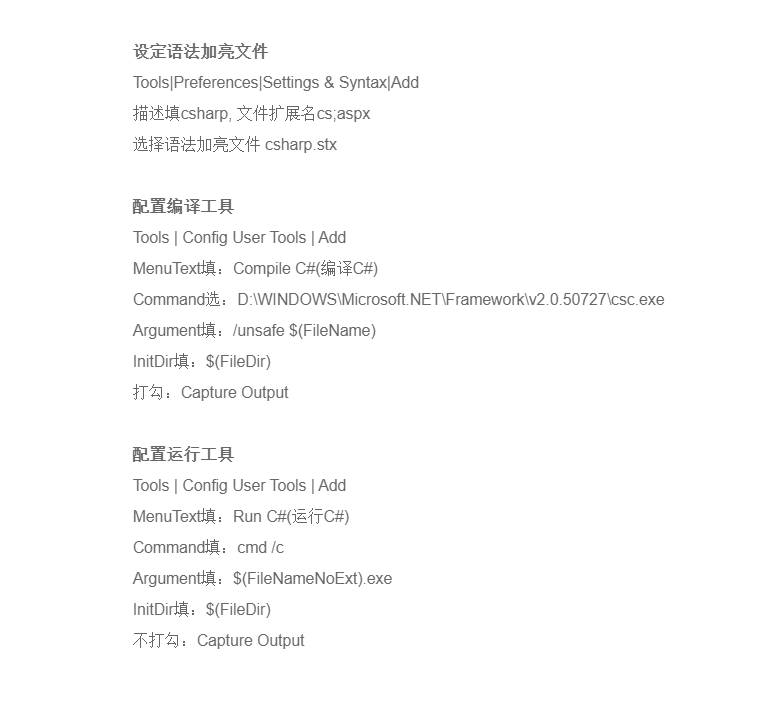 设定语法加亮文件
Tools|Preferences|Settings & Syntax|Add
描述填csharp, 文件扩展名cs;aspx
选择语法加亮文件 csharp.stx
配置编译工具
Tools | Config User Tools | Add
MenuText填：Compile C#(编译C#)
Command选：D:\WINDOWS\Microsoft.NET\Framework\v2.0.50727\csc.exe
Argument填：/unsafe $(FileName)
InitDir填：$(FileDir)
打勾：Capture Output
配置运行工具
Tools | Config User Tools | Add
MenuText填：Run C#(运行C#)
Command填：cmd /c
Argument填：$(FileNameNoExt).exe
InitDir填：$(FileDir)
不打勾：Capture Output